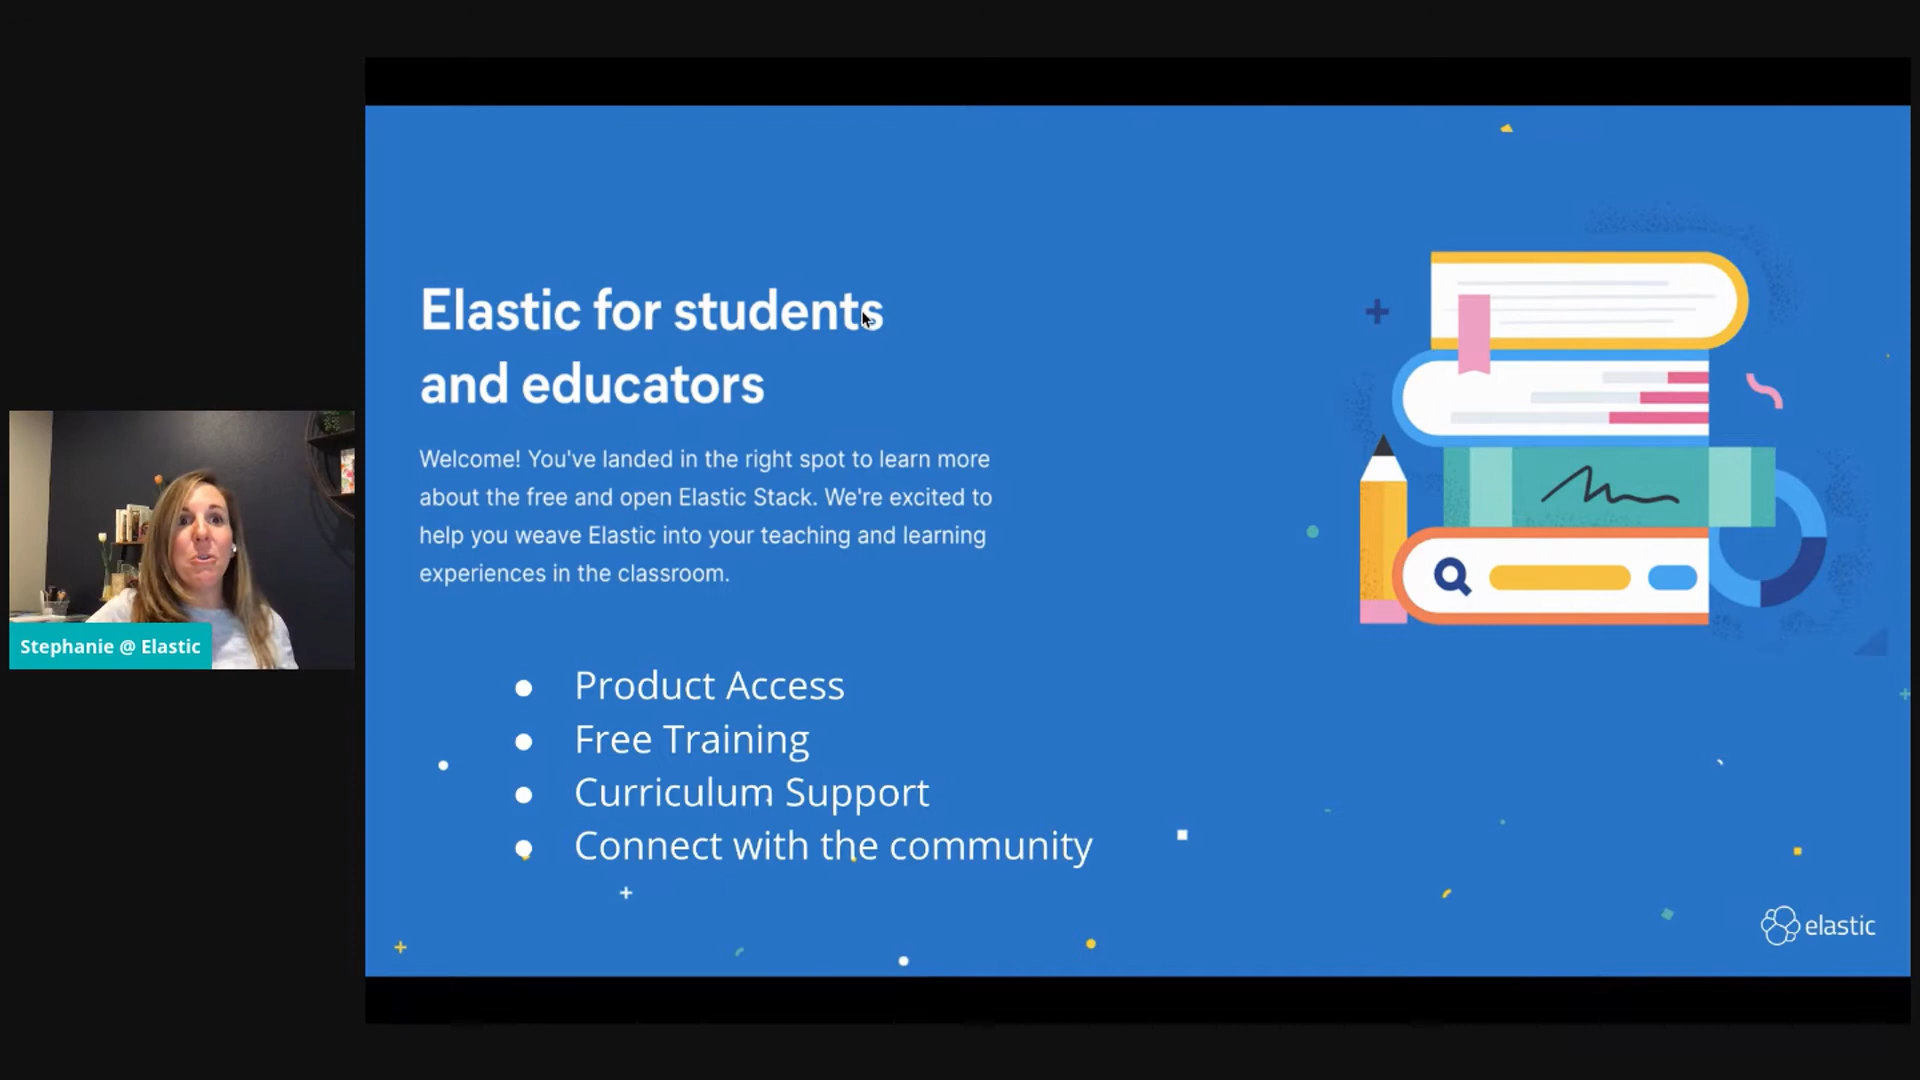 Elastic for students
and educators
Welcome! You've landed in the right spot to learn more
about the free and open Elastic Stack. We're excited to
help you weave Elastic into your teaching and learning
experiences in the classroom.
● Product Access
● Free Training
● Curriculum Support
● Connect with the community
Stephanie @ Elastic
elastic